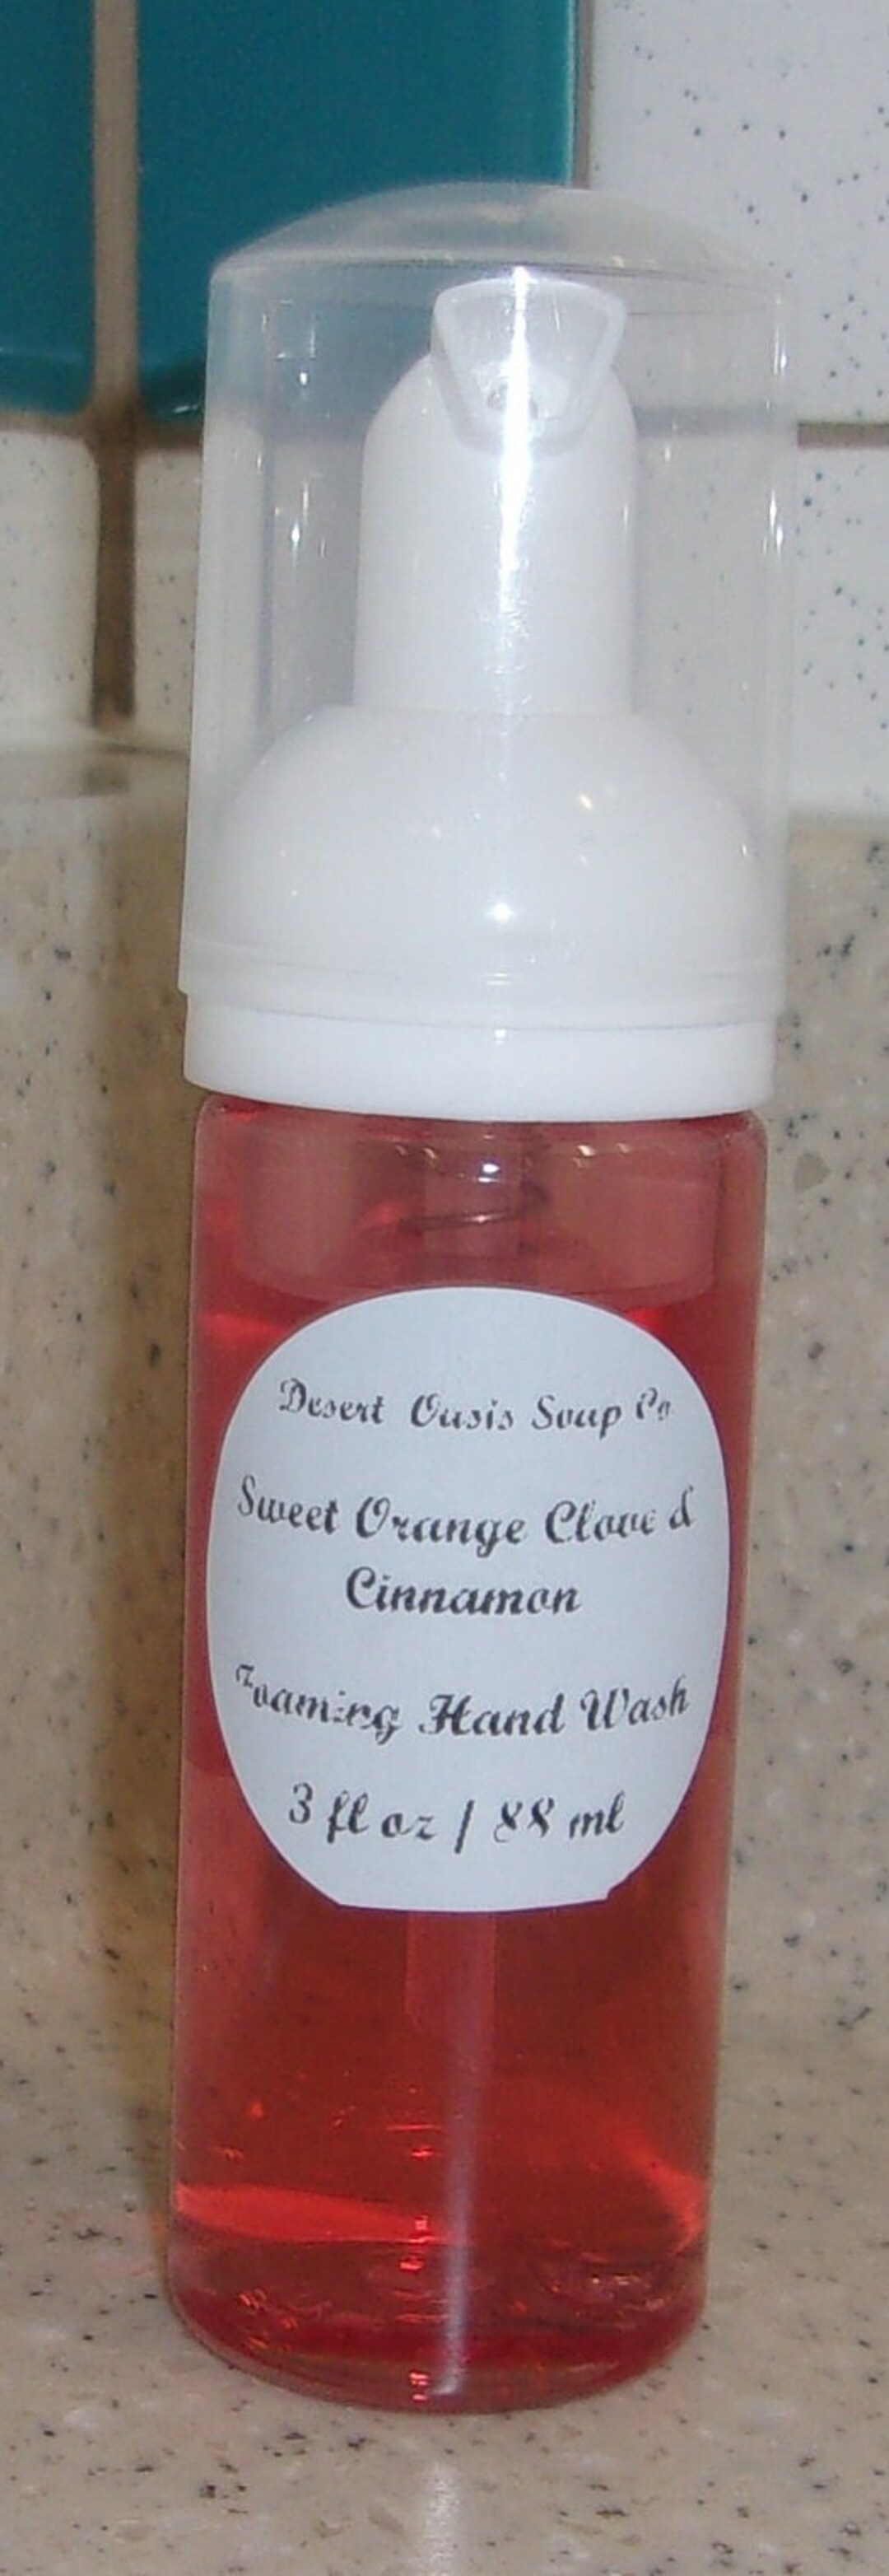 Desert Oasis Soap Co
Sweet Orange Clove &
Cinnamon
Foaming Hand Wash
3 fl oz / 88 ml